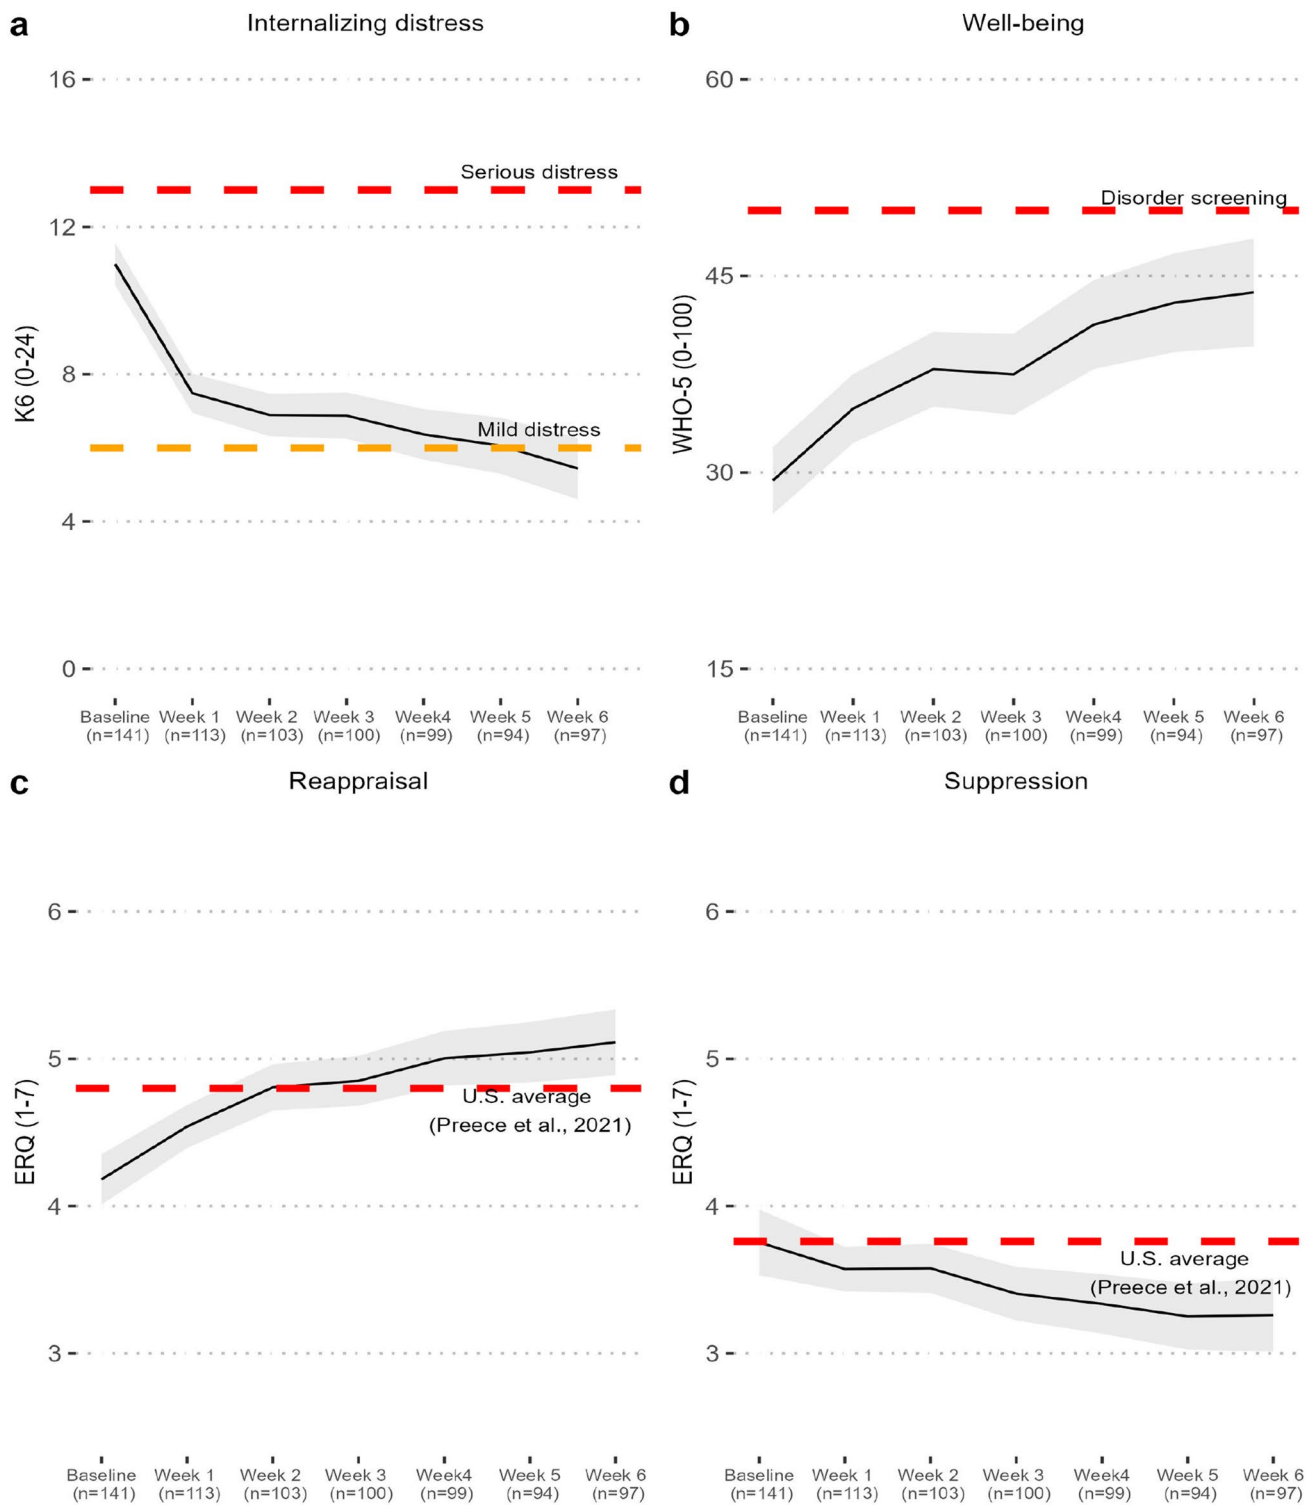 a
Internalizing distress
16
12
8
4
0
K6 (0-24)
Serious distress
Mild distress
Baseline Week 1 Week 2 Week 3 Week4 Week 5 Week 6
(n=141) (n=113) (n=103) (n=100) (n=99) (n=94) (n=97)
b
Well-being
60
45
30
15
WHO-5 (0-100)
Disorder screening
Baseline Week 1 Week 2 Week 3 Week4 Week 5 Week 6
(n=141) (n=113) (n=103) (n=100) (n=99) (n=94) (n=97)
c
Reappraisal
6
5
4
3
ERQ (1-7)
U.S. average
(Preece et al., 2021)
Baseline Week 1 Week 2 Week 3 Week4 Week 5 Week 6
(n=141) (n=113) (n=103) (n=100) (n=99) (n=94) (n=97)
d
Suppression
6
5
4
3
ERQ (1-7)
U.S. average
(Preece et al., 2021)
Baseline Week 1 Week 2 Week 3 Week4 Week 5 Week 6
(n=141) (n=113) (n=103) (n=100) (n=99) (n=94) (n=97)